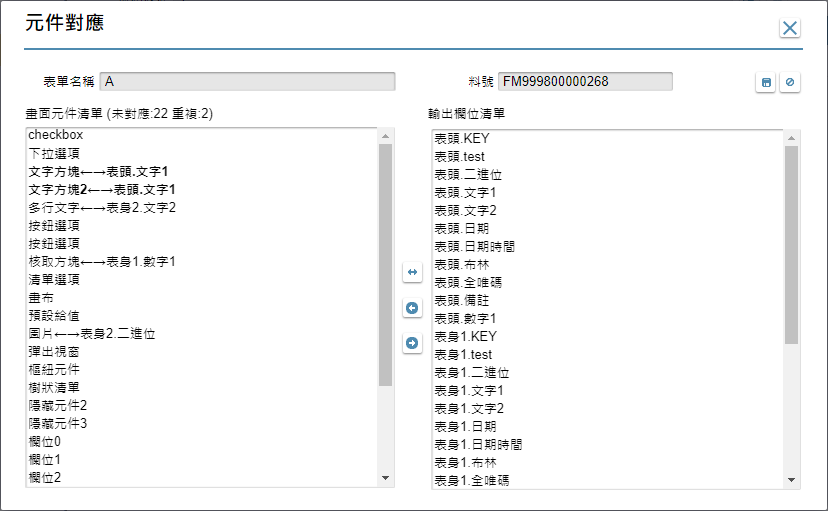 元件對應
表單名稱 A 料號 FM999800000268
畫面元件清單 (未對應:22 重複:2)
checkbox
下拉選項
文字方塊←→表頭.文字1
文字方塊2←→表頭.文字1
多行文字←→表身2.文字2
按鈕選項
按鈕選項
核取方塊←→表身1.數字1
清單選項
畫布
預設給值
圖片←→表身2.二進位
彈出視窗
樞紐元件
樹狀清單
隱藏元件2
隱藏元件3
欄位0
欄位1
欄位2
輸出欄位清單
表頭.KEY
表頭.test
表頭.二進位
表頭.文字1
表頭.文字2
表頭.日期
表頭.日期時間
表頭.布林
表頭.全唯碼
表頭.備註
表頭.數字1
表身1.KEY
表身1.test
表身1.二進位
表身1.文字1
表身1.文字2
表身1.日期
表身1.日期時間
表身1.布林
表身1.全唯碼